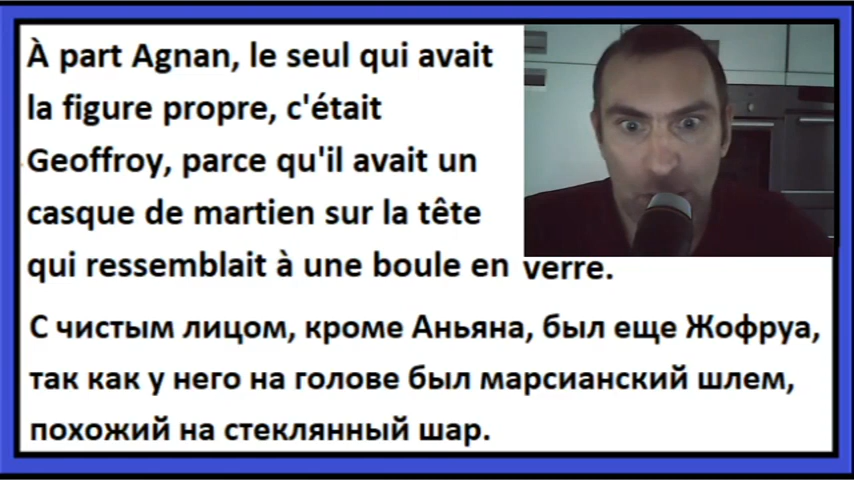 À part Agnan, le seul qui avait
la figure propre, c'était
Geoffroy, parce qu'il avait un
casque de martien sur la tête
qui ressemblait à une boule en verre.
С чистым лицом, кроме Аньяна, был еще Жофруа,
так как у него на голове был марсианский шлем,
похожий на стеклянный шар.